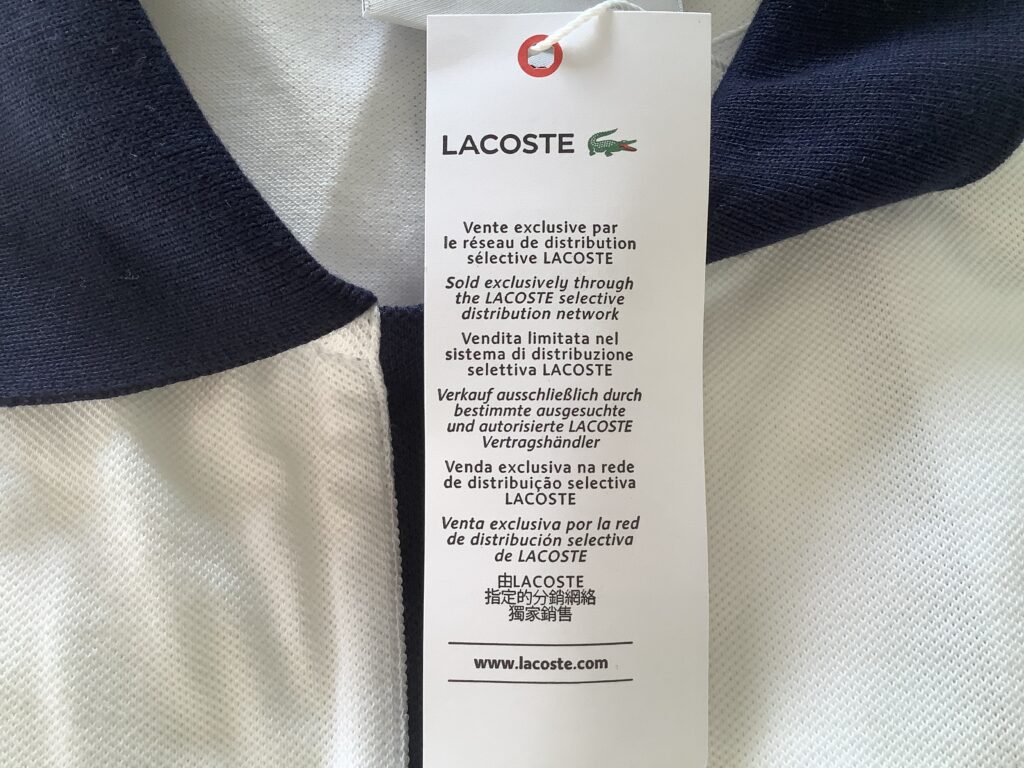 LACOSTE
Vente exclusive par
le réseau de distribution
sélective LACOSTE
Sold exclusively through
the LACOSTE selective
distribution network
Vendita limitata nel
sistema di distribuzione
selettiva LACOSTE
Verkauf ausschließlich durch
bestimmte ausgesuchte
und autorisierte LACOSTE
Vertragshändler
Venda exclusiva na rede
de distribuição selectiva
LACOSTE
Venta exclusiva por la red
de distribución selectiva
de LACOSTE
由LACOSTE
指定的分銷網絡
獨家銷售
www.lacoste.com